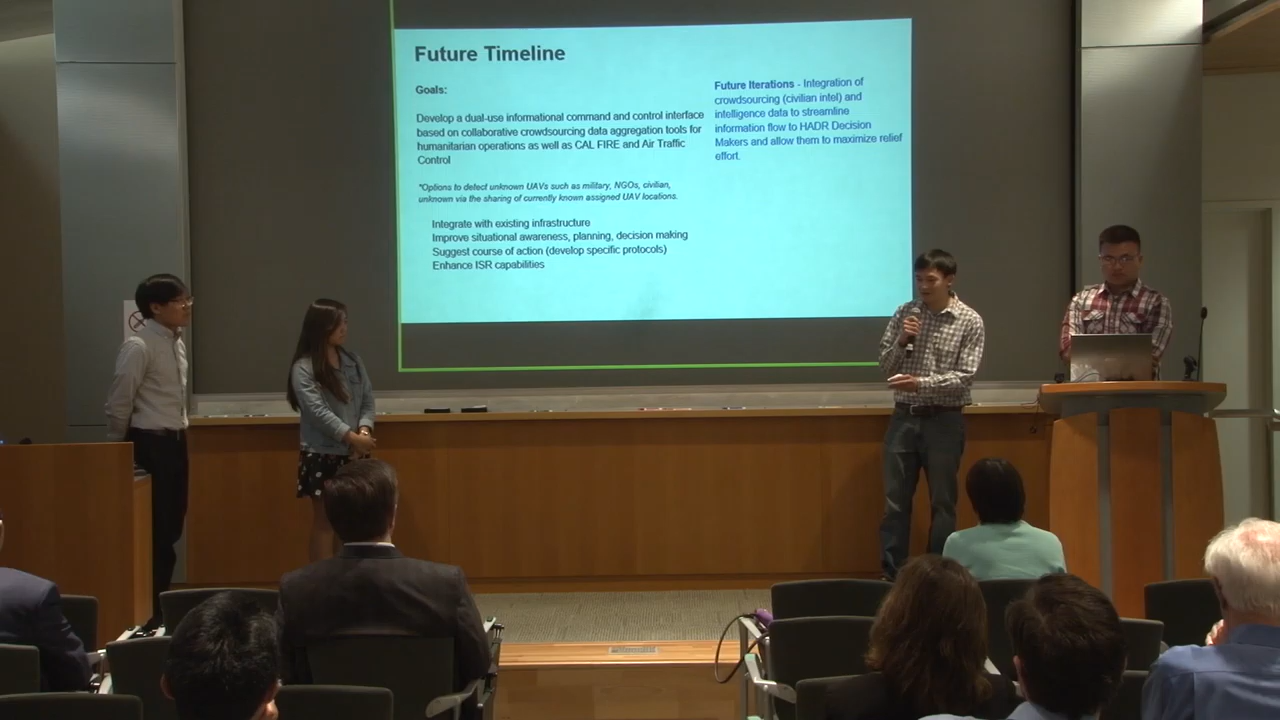 Future Timeline
Goals:
Develop a dual-use informational command and control interface
based on collaborative crowdsourcing data aggregation tools for
humanitarian operations as well as CAL FIRE and Air Traffic
Control
*Options to detect unknown UAVs such as military, NGOs, civilian,
unknown via the sharing of currently known assigned UAV locations.
Integrate with existing infrastructure
Improve situational awareness, planning, decision making
Suggest course of action (develop specific protocols)
Enhance ISR capabilities
Future Iterations - Integration of
crowdsourcing (civilian intel) and
intelligence data to streamline
information flow to HADR Decision
Makers and allow them to maximize relief
effort.